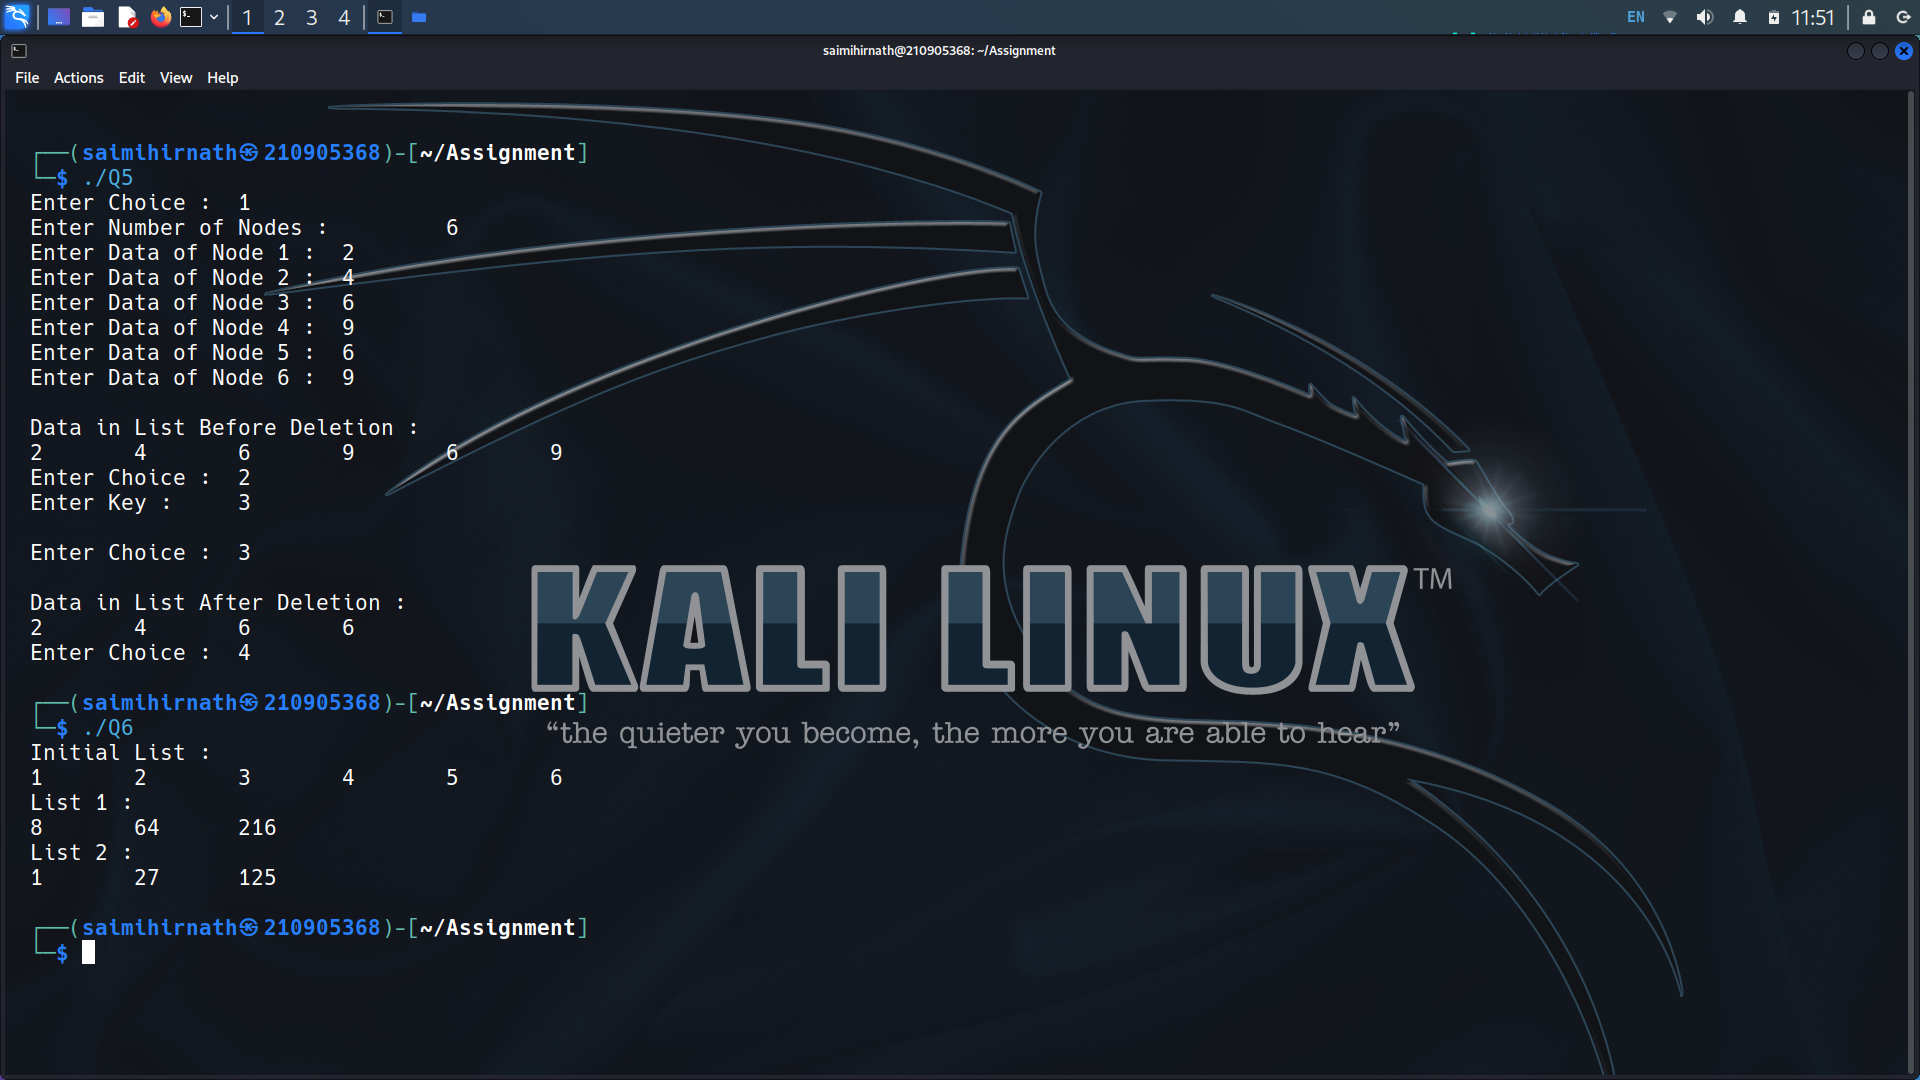 1 2 3 4 EN 11:51
saimihirnath@210905368: ~/Assignment
File Actions Edit View Help
┌──(saimihirnath㉿210905368)-[~/Assignment]
└─$ ./Q5
Enter Choice : 1
Enter Number of Nodes : 6
Enter Data of Node 1 : 2
Enter Data of Node 2 : 4
Enter Data of Node 3 : 6
Enter Data of Node 4 : 9
Enter Data of Node 5 : 6
Enter Data of Node 6 : 9
Data in List Before Deletion :
2 4 6 9 6 9
Enter Choice : 2
Enter Key : 3
Enter Choice : 3
Data in List After Deletion :
2 4 6 6
Enter Choice : 4
┌──(saimihirnath㉿210905368)-[~/Assignment]
└─$ ./Q6
Initial List :
1 2 3 4 5 6
List 1 :
8 64 216
List 2 :
1 27 125
┌──(saimihirnath㉿210905368)-[~/Assignment]
└─$
KALI LINUX™
“the quieter you become, the more you are able to hear”